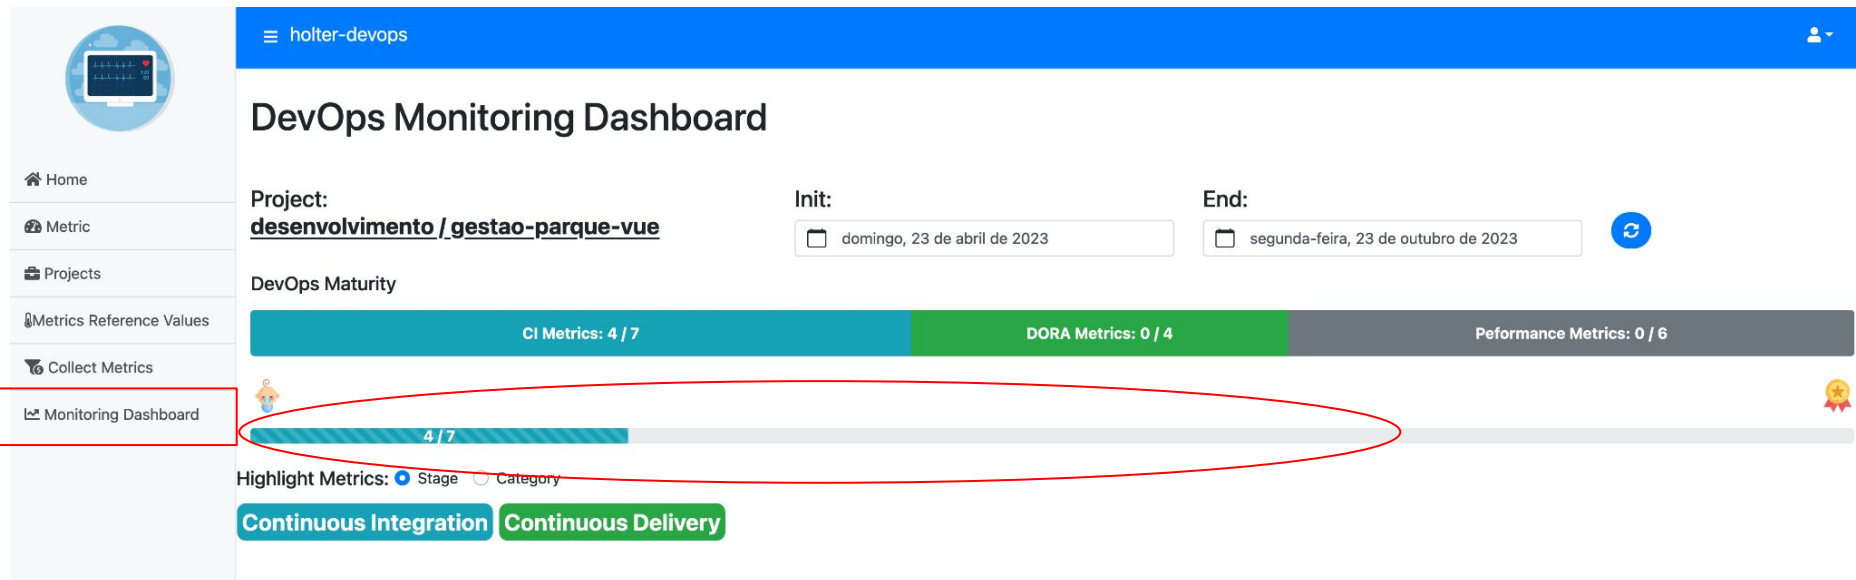 holter-devops
DevOps Monitoring Dashboard
Home
Metric
Projects
Metrics Reference Values
Collect Metrics
Monitoring Dashboard
Project:
desenvolvimento / gestao-parque-vue
Init:
domingo, 23 de abril de 2023
End:
segunda-feira, 23 de outubro de 2023
DevOps Maturity
CI Metrics: 4 / 7
DORA Metrics: 0 / 4
Peformance Metrics: 0 / 6
4 / 7
Highlight Metrics: Stage Category
Continuous Integration Continuous Delivery